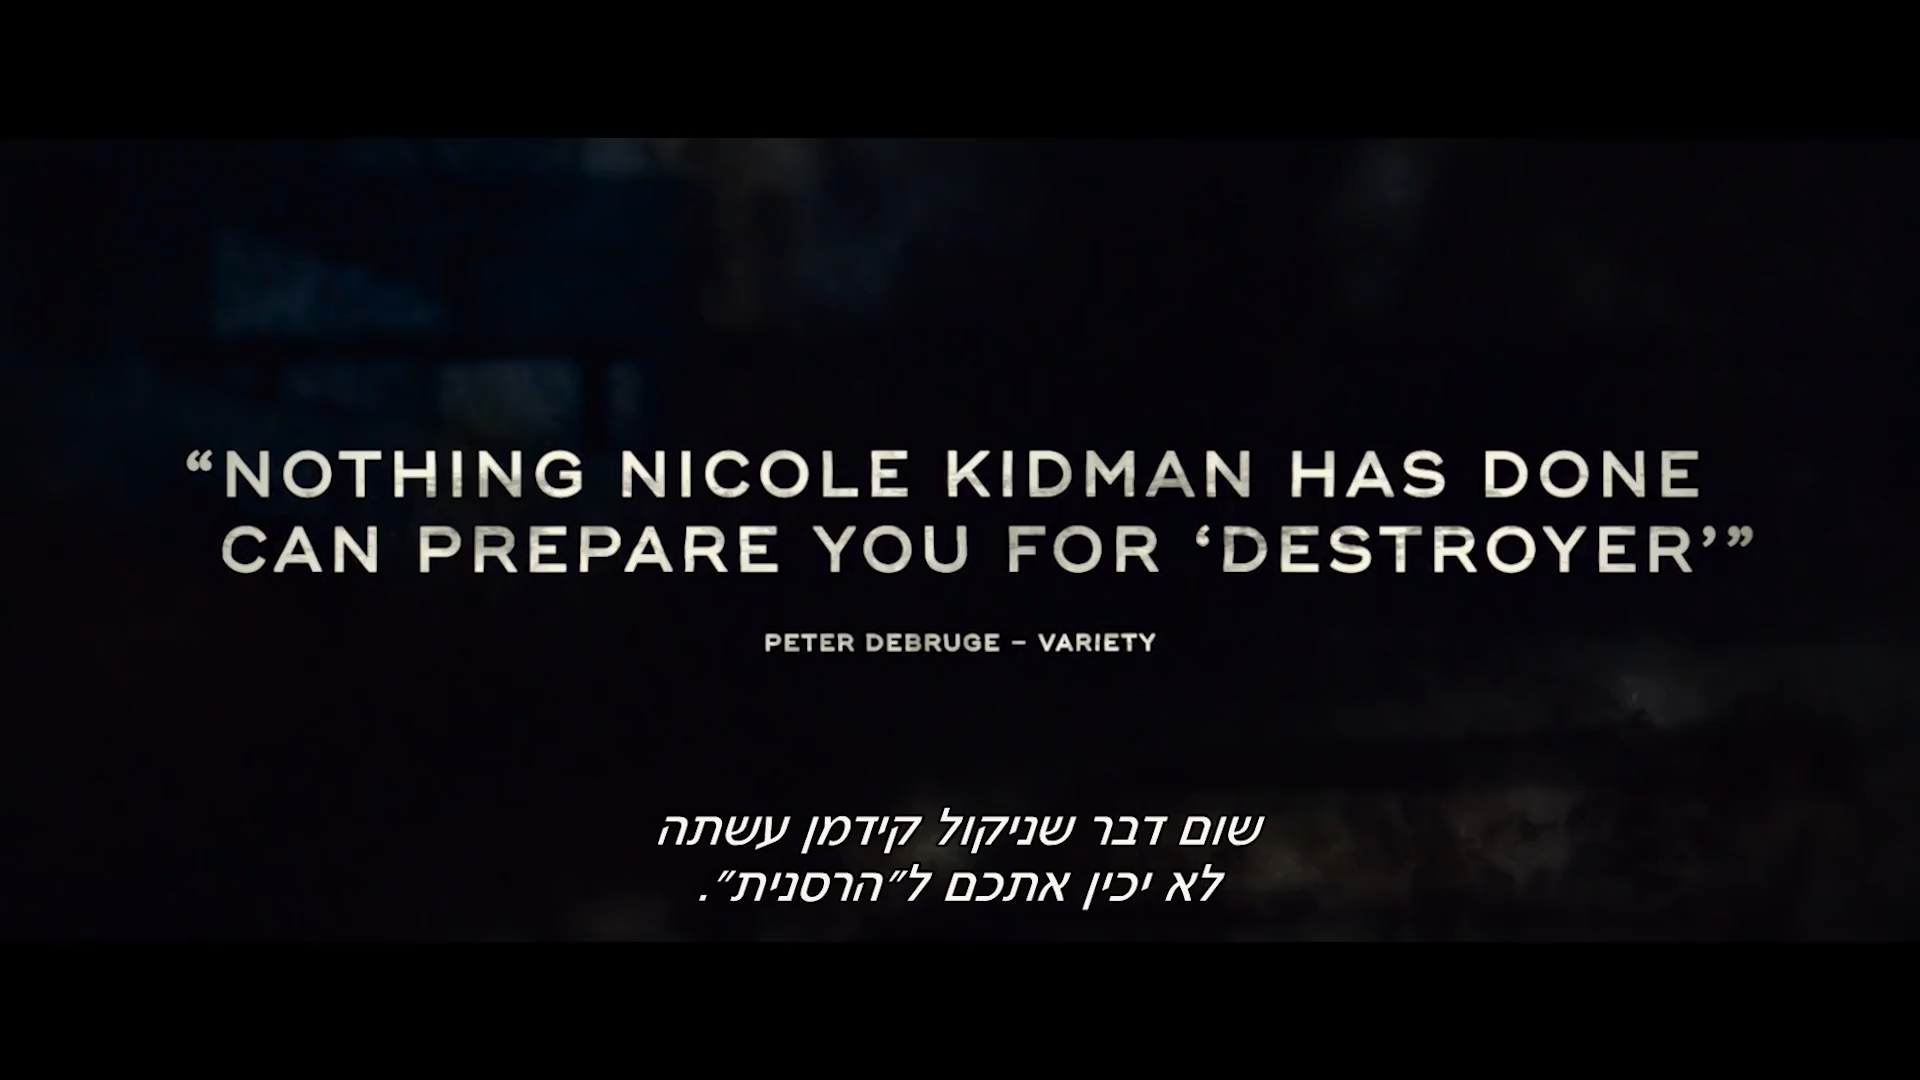 “NOTHING NICOLE KIDMAN HAS DONE
CAN PREPARE YOU FOR ‘DESTROYER’”
PETER DEBRUGE – VARIETY
שום דבר שניקול קידמן עשתה
לא יכין אתכם ל״הרסנית״.